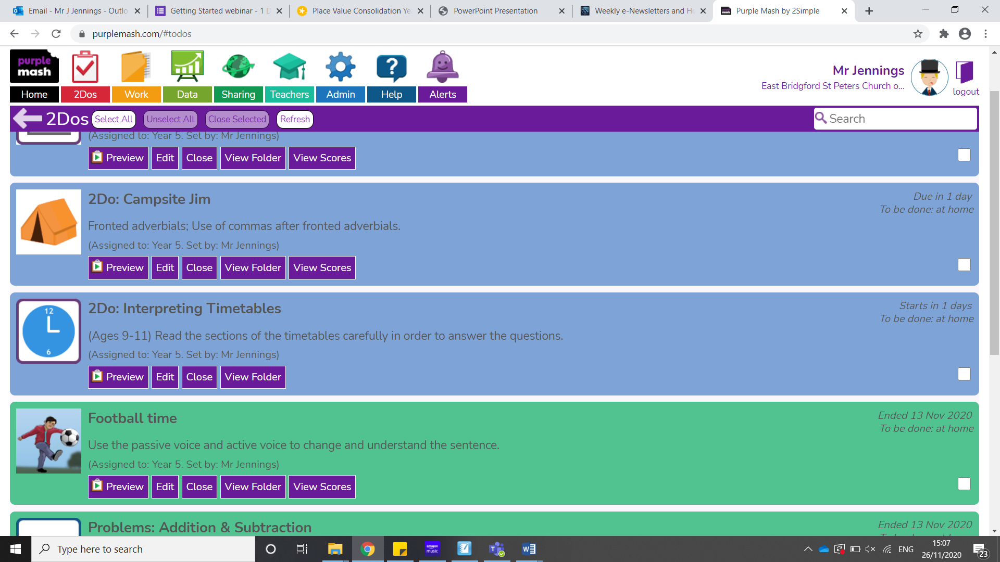 Email - Mr J Jennings - Outlo
Getting Started webinar - 1 D
Place Value Consolidation Ye
PowerPoint Presentation
Weekly e-Newsletters and Ho
Purple Mash by 2Simple
purplemash.com/#todos
purple
mash
Home
2Dos
Work
Data
Sharing
Teachers
?
Admin
Help
Alerts
Mr Jennings
East Bridgford St Peters Church o...
logout
2Dos
Select All
Unselect All
Close Selected
Refresh
Search
(Assigned to: Year 5. Set by: Mr Jennings)
Preview
Edit
Close
View Folder
View Scores
2Do: Campsite Jim
Due in 1 day
To be done: at home
Fronted adverbials; Use of commas after fronted adverbials.
(Assigned to: Year 5. Set by: Mr Jennings)
Preview
Edit
Close
View Folder
View Scores
12
6
2Do: Interpreting Timetables
Starts in 1 days
To be done: at home
(Ages 9-11) Read the sections of the timetables carefully in order to answer the questions.
(Assigned to: Year 5. Set by: Mr Jennings)
Preview
Edit
Close
View Folder
Football time
Ended 13 Nov 2020
To be done: at home
Use the passive voice and active voice to change and understand the sentence.
(Assigned to: Year 5. Set by: Mr Jennings)
Preview
Edit
Close
View Folder
View Scores
Problems: Addition & Subtraction
Ended 13 Nov 2020
Type here to search
amazon
music
ENG
15:07
26/11/2020
23